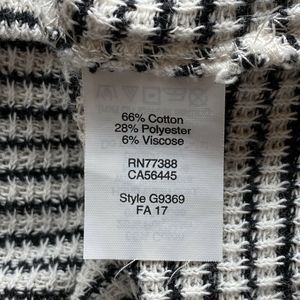 66% Cotton
28% Polyester
6% Viscose
RN77388
CA56445
Style G9369
FA 17